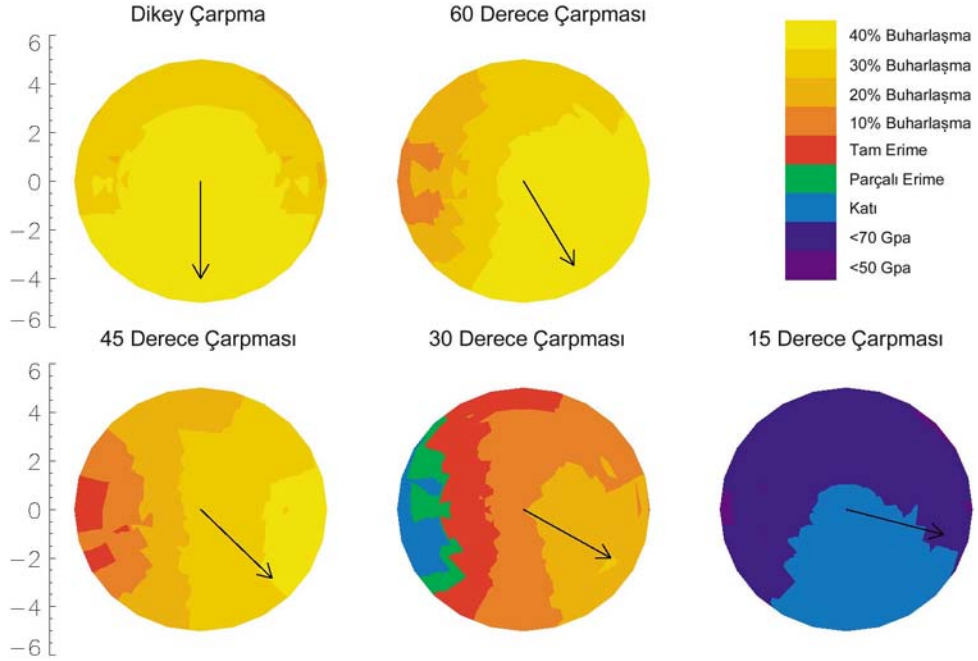 Dikey Çarpma
60 Derece Çarpması
6
4
2
0
−2
−4
−6
40% Buharlaşma
30% Buharlaşma
20% Buharlaşma
10% Buharlaşma
Tam Erime
Parçalı Erime
Katı
<70 Gpa
<50 Gpa
45 Derece Çarpması
30 Derece Çarpması
15 Derece Çarpması
6
4
2
0
−2
−4
−6